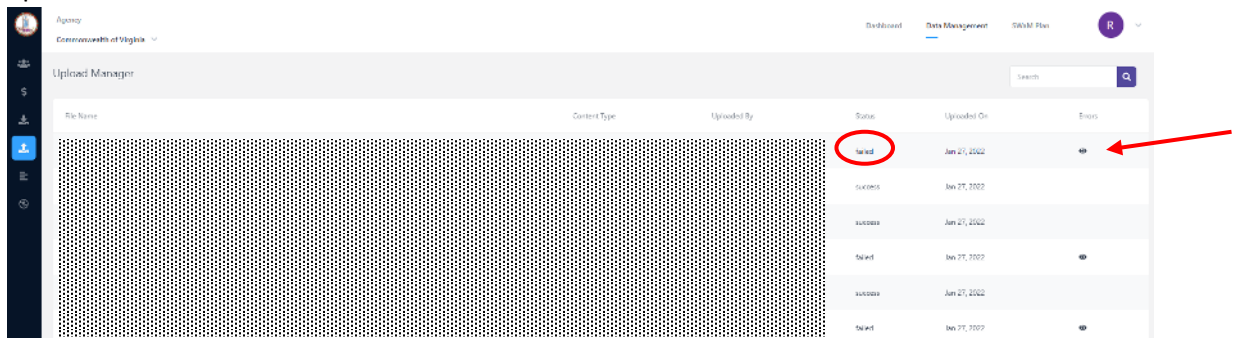 Agency
Dashboard Data Management SWaM Plan R
Commonwealth of Virginia
Upload Manager
Search
File Name Content Type Uploaded By Status Uploaded On Errors
failed Jan 27, 2022
success Jan 27, 2022
success Jan 27, 2022
failed Jan 27, 2022
success Jan 27, 2022
failed Jan 27, 2022